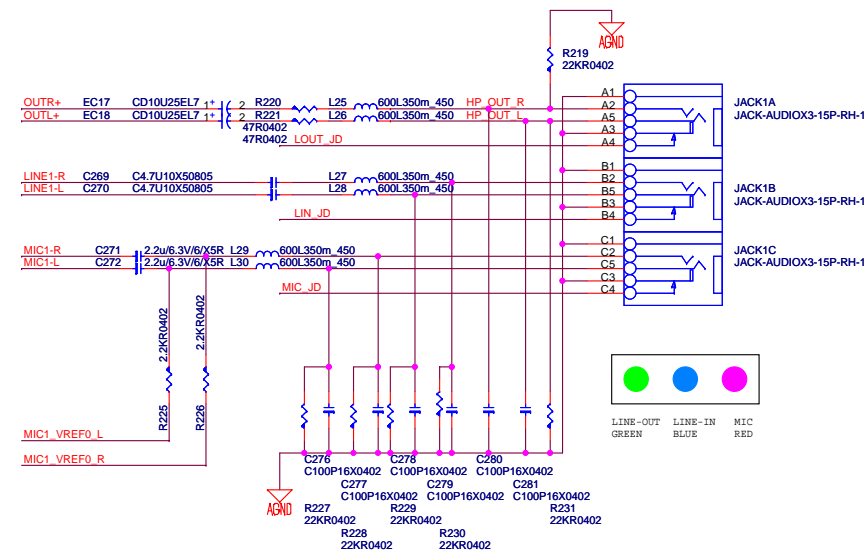 AGND
R219
22KR0402
OUTR+ EC17 CD10U25EL7 1 + 2 R220 L25 600L350m_450 HP_OUT_R
OUTL+ EC18 CD10U25EL7 1 + 2 R221 L26 600L350m_450 HP_OUT_L
47R0402
47R0402
LOUT_JD
A1
A2
A5
A3
A4
JACK1A
JACK-AUDIOX3-15P-RH-1
LINE1-R C269 C4.7U10X50805 L27 600L350m_450
LINE1-L C270 C4.7U10X50805 L28 600L350m_450
LIN_JD
B1
B2
B5
B3
B4
JACK1B
JACK-AUDIOX3-15P-RH-1
MIC1-R C271 2.2u/6.3V/6/X5R L29 600L350m_450
MIC1-L C272 2.2u/6.3V/6/X5R L30 600L350m_450
MIC_JD
C1
C2
C5
C3
C4
JACK1C
JACK-AUDIOX3-15P-RH-1
2.2KR0402
2.2KR0402
R225
R226
MIC1_VREF0_L
MIC1_VREF0_R
LINE-OUT LINE-IN MIC
GREEN BLUE RED
AGND
C276
C100P16X0402
C277
C100P16X0402
C278
C100P16X0402
C279
C100P16X0402
C280
C100P16X0402
C281
C100P16X0402
R227
22KR0402
R228
22KR0402
R229
22KR0402
R230
22KR0402
R231
22KR0402